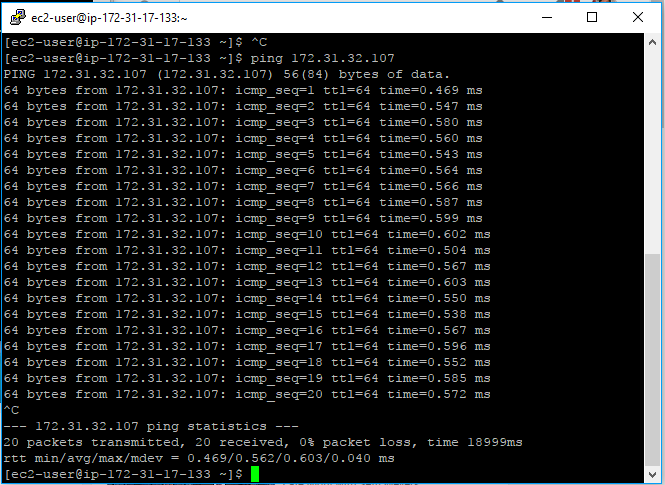 ec2-user@ip-172-31-17-133:~
[ec2-user@ip-172-31-17-133 ~]$ ^C
[ec2-user@ip-172-31-17-133 ~]$ ping 172.31.32.107
PING 172.31.32.107 (172.31.32.107) 56(84) bytes of data.
64 bytes from 172.31.32.107: icmp_seq=1 ttl=64 time=0.469 ms
64 bytes from 172.31.32.107: icmp_seq=2 ttl=64 time=0.547 ms
64 bytes from 172.31.32.107: icmp_seq=3 ttl=64 time=0.580 ms
64 bytes from 172.31.32.107: icmp_seq=4 ttl=64 time=0.560 ms
64 bytes from 172.31.32.107: icmp_seq=5 ttl=64 time=0.543 ms
64 bytes from 172.31.32.107: icmp_seq=6 ttl=64 time=0.564 ms
64 bytes from 172.31.32.107: icmp_seq=7 ttl=64 time=0.566 ms
64 bytes from 172.31.32.107: icmp_seq=8 ttl=64 time=0.587 ms
64 bytes from 172.31.32.107: icmp_seq=9 ttl=64 time=0.599 ms
64 bytes from 172.31.32.107: icmp_seq=10 ttl=64 time=0.602 ms
64 bytes from 172.31.32.107: icmp_seq=11 ttl=64 time=0.504 ms
64 bytes from 172.31.32.107: icmp_seq=12 ttl=64 time=0.567 ms
64 bytes from 172.31.32.107: icmp_seq=13 ttl=64 time=0.603 ms
64 bytes from 172.31.32.107: icmp_seq=14 ttl=64 time=0.550 ms
64 bytes from 172.31.32.107: icmp_seq=15 ttl=64 time=0.538 ms
64 bytes from 172.31.32.107: icmp_seq=16 ttl=64 time=0.567 ms
64 bytes from 172.31.32.107: icmp_seq=17 ttl=64 time=0.596 ms
64 bytes from 172.31.32.107: icmp_seq=18 ttl=64 time=0.552 ms
64 bytes from 172.31.32.107: icmp_seq=19 ttl=64 time=0.585 ms
64 bytes from 172.31.32.107: icmp_seq=20 ttl=64 time=0.572 ms
^C
--- 172.31.32.107 ping statistics ---
20 packets transmitted, 20 received, 0% packet loss, time 18999ms
rtt min/avg/max/mdev = 0.469/0.562/0.603/0.040 ms
[ec2-user@ip-172-31-17-133 ~]$